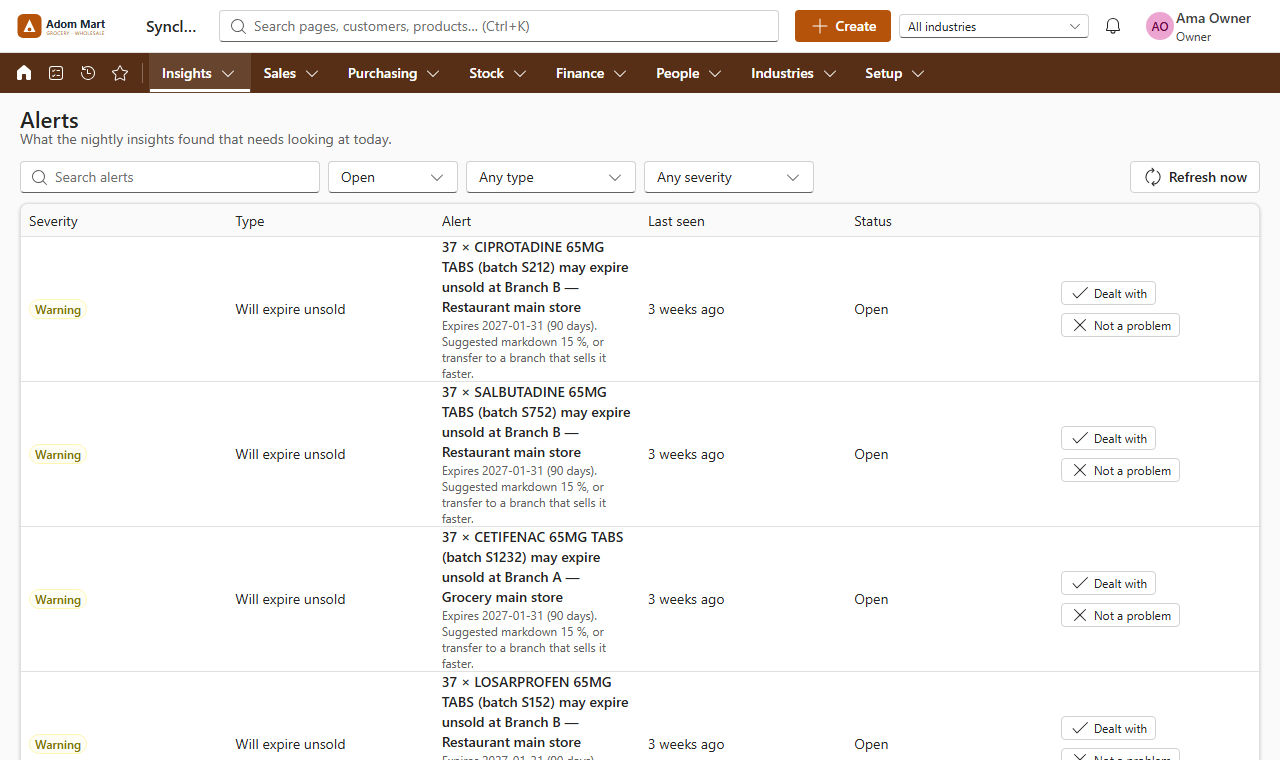 Adom Mart
GROCERY · WHOLESALE
Syncl...
Search pages, customers, products... (Ctrl+K)
Create
All industries
AO
Ama Owner
Owner
Insights
Sales
Purchasing
Stock
Finance
People
Industries
Setup
Alerts
What the nightly insights found that needs looking at today.
Search alerts
Open
Any type
Any severity
Refresh now
Severity Type Alert Last seen Status
Warning
Will expire unsold
37 × CIPROTADINE 65MG
TABS (batch S212) may expire
unsold at Branch B —
Restaurant main store
Expires 2027-01-31 (90 days).
Suggested markdown 15 %, or
transfer to a branch that sells it
faster.
3 weeks ago
Open
Dealt with
Not a problem
Warning
Will expire unsold
37 × SALBUTADINE 65MG
TABS (batch S752) may expire
unsold at Branch B —
Restaurant main store
Expires 2027-01-31 (90 days).
Suggested markdown 15 %, or
transfer to a branch that sells it
faster.
3 weeks ago
Open
Dealt with
Not a problem
Warning
Will expire unsold
37 × CETIFENAC 65MG TABS
(batch S1232) may expire
unsold at Branch A —
Grocery main store
Expires 2027-01-31 (90 days).
Suggested markdown 15 %, or
transfer to a branch that sells it
faster.
3 weeks ago
Open
Dealt with
Not a problem
Warning
Will expire unsold
37 × LOSARPROFEN 65MG
TABS (batch S152) may expire
unsold at Branch B —
Restaurant main store
Expires 2027-01-31 (90 days).
3 weeks ago
Open
Dealt with
Not a problem